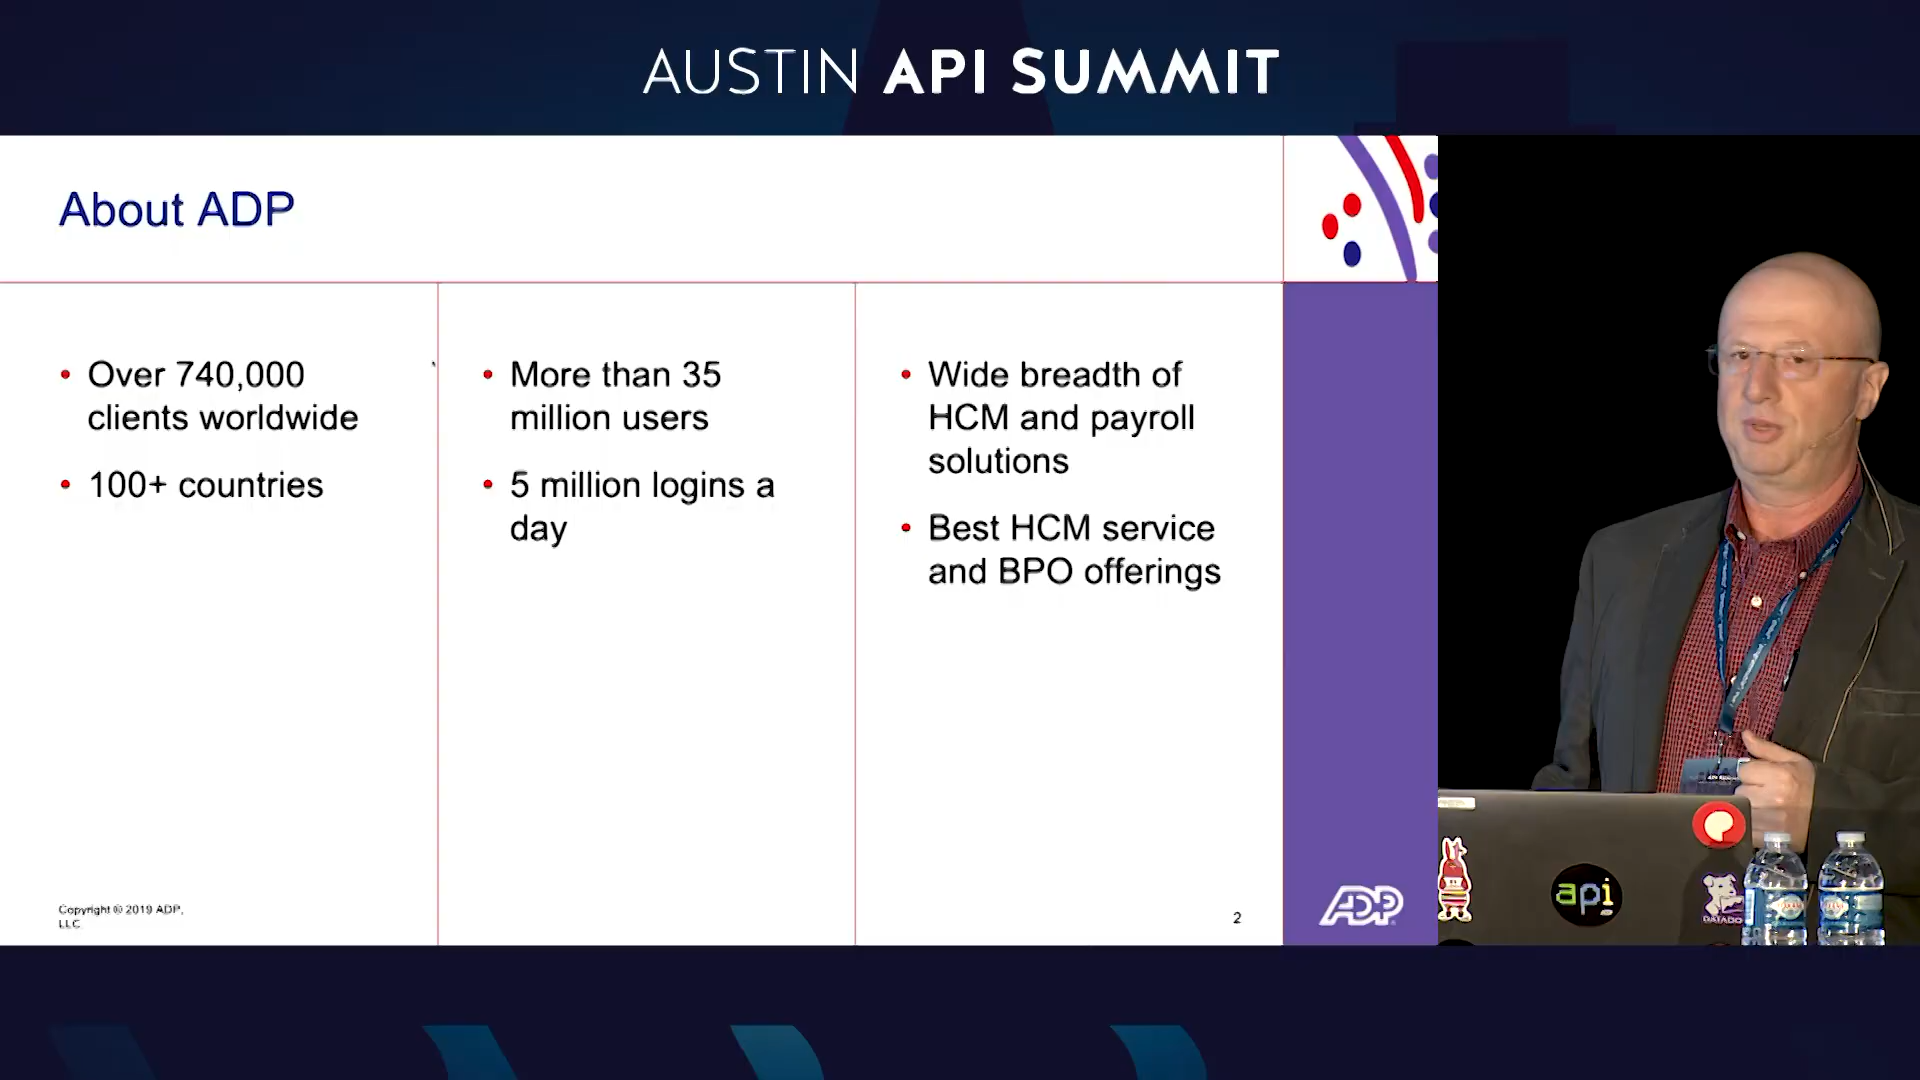 AUSTIN API SUMMIT
About ADP
• Over 740,000
clients worldwide
• 100+ countries
• More than 35
million users
• 5 million logins a
day
• Wide breadth of
HCM and payroll
solutions
• Best HCM service
and BPO offerings
Copyright © 2019 ADP,
LLC.
2
ADP
api